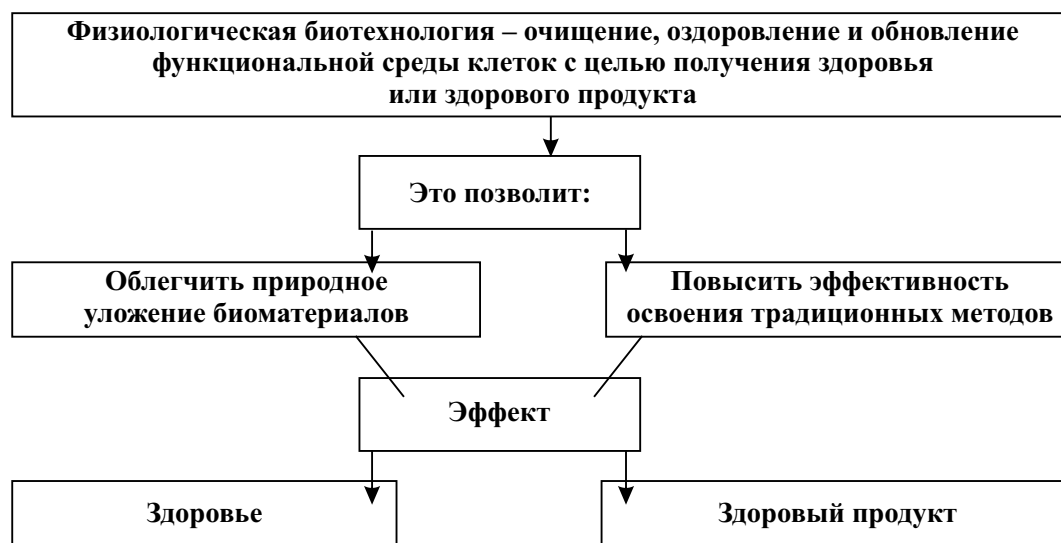 Физиологическая биотехнология – очищение, оздоровление и обновление
функциональной среды клеток с целью получения здоровья
или здорового продукта
Это позволит:
Облегчить природное
уложение биоматериалов
Повысить эффективность
освоения традиционных методов
Эффект
Здоровье
Здоровый продукт